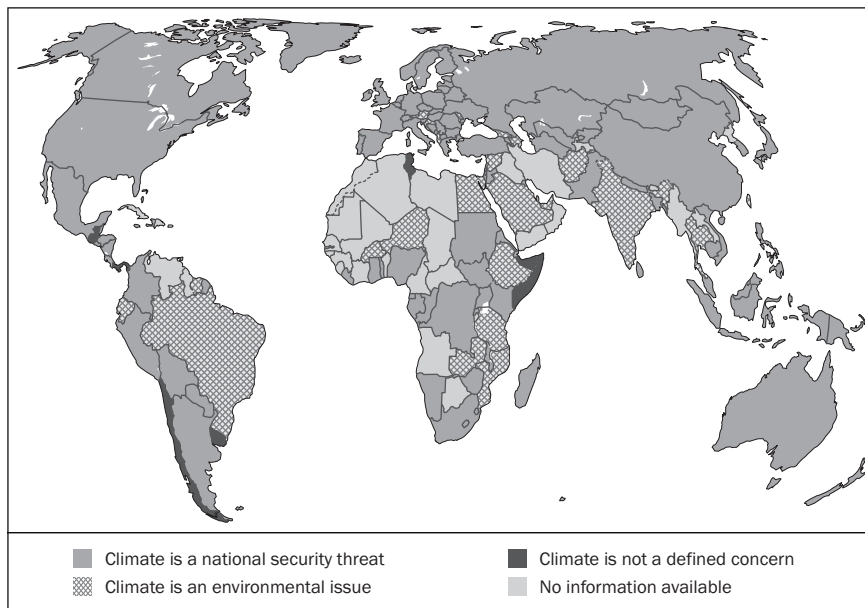 Climate is a national security threat
Climate is an environmental issue
Climate is not a defined concern
No information available